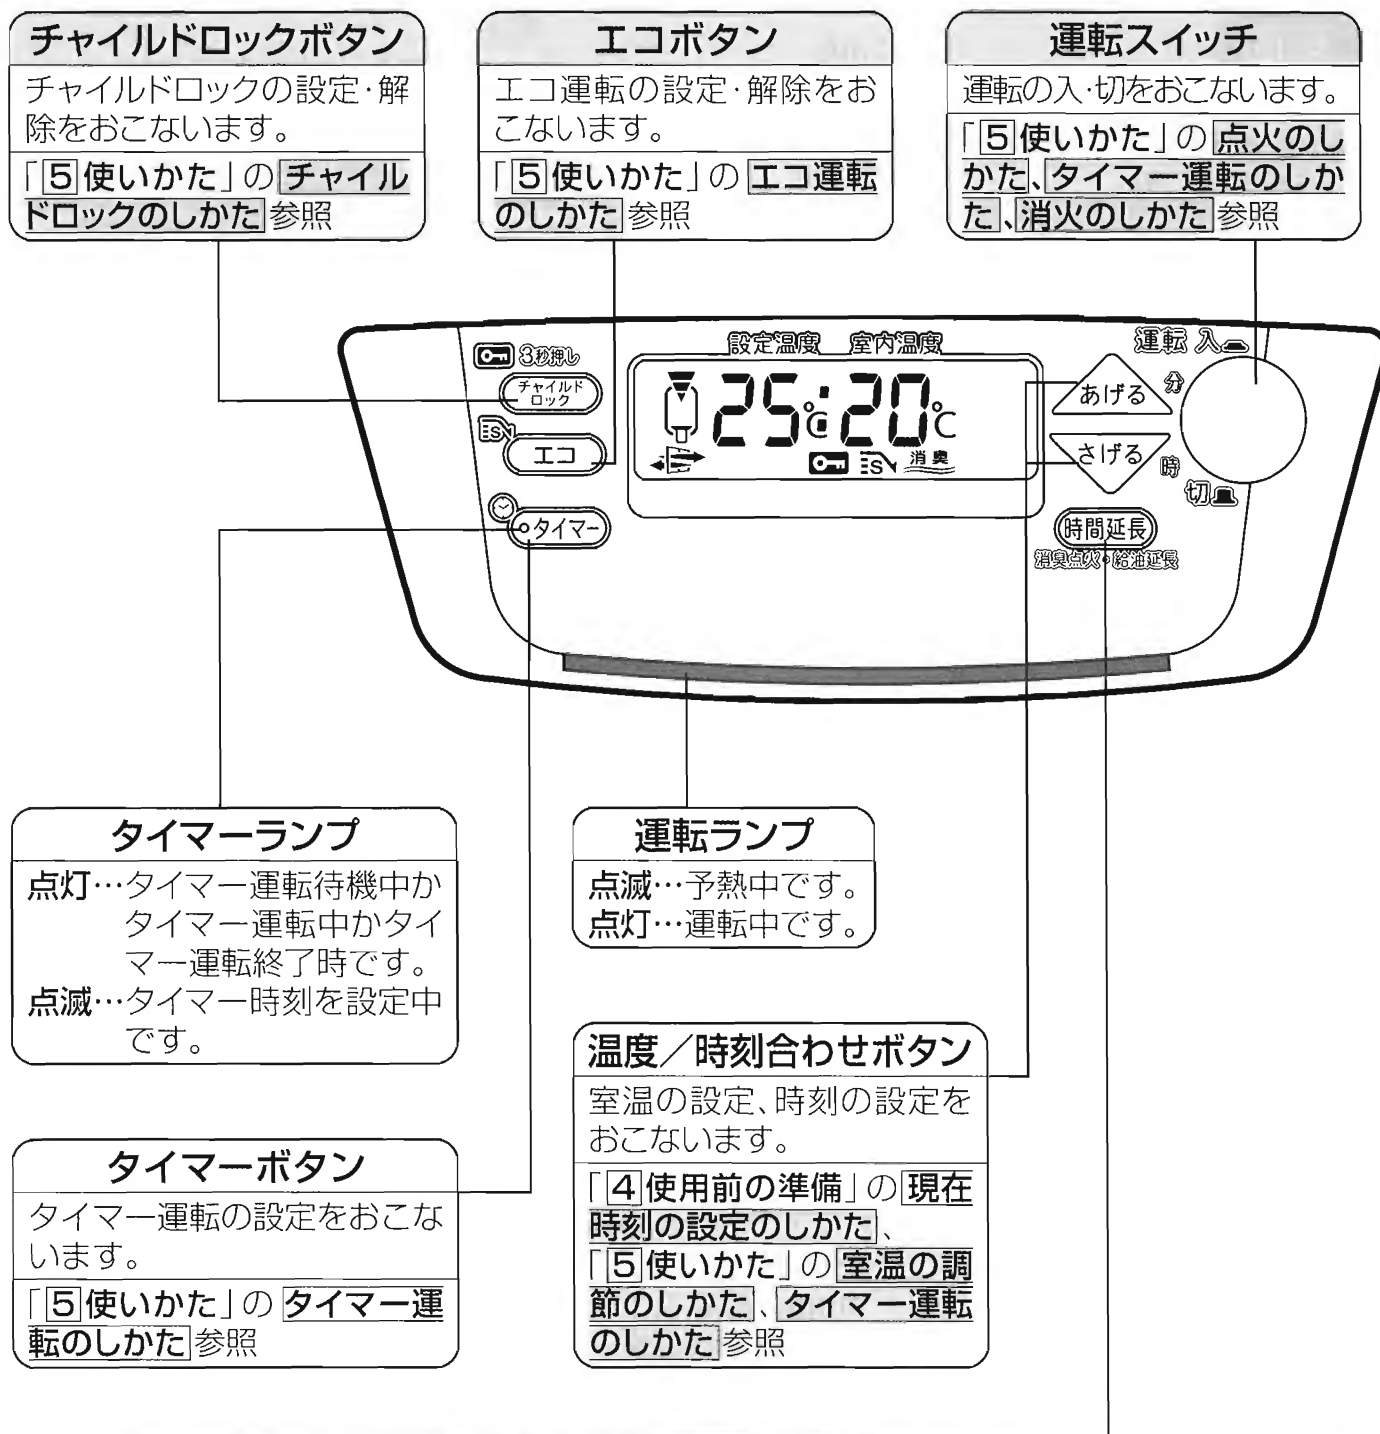 チャイルドロックボタン
チャイルドロックの設定・解
除をおこないます。
「5使いかた」の チャイル
ドロックのしかた 参照
エコボタン
エコ運転の設定・解除をお
こないます。
「5使いかた」の エコ運転
のしかた 参照
運転スイッチ
運転の入・切をおこないます。
「5使いかた」の 点火のし
かた、タイマー運転のしか
た、消火のしかた 参照
3秒押し
チャイルド
ロック
エコ
タイマー
設定温度 室内温度
25℃:20℃
消臭
運転 入
あげる 分
さげる 時
切
時間延長
消臭点火・給油延長
タイマーランプ
点灯…タイマー運転待機中か
タイマー運転中かタイ
マー運転終了時です。
点滅…タイマー時刻を設定中
です。
運転ランプ
点滅…予熱中です。
点灯…運転中です。
タイマーボタン
タイマー運転の設定をおこな
います。
「5使いかた」の タイマー運
転のしかた 参照
温度／時刻合わせボタン
室温の設定、時刻の設定を
おこないます。
「4使用前の準備」の 現在
時刻の設定のしかた、
「5使いかた」の 室温の調
節のしかた、タイマー運転
のしかた 参照